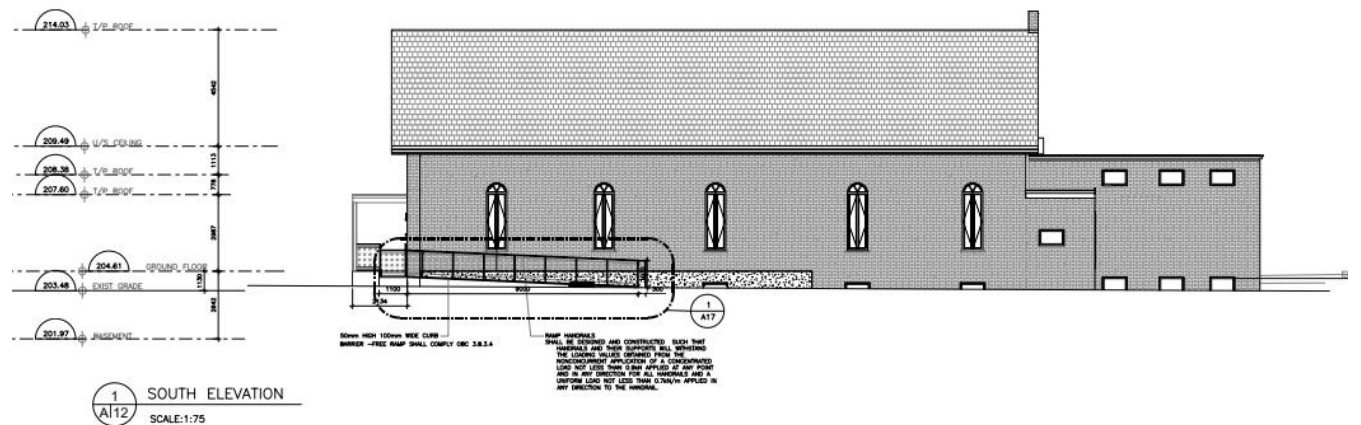 214.03 T/P ROOF
4542
209.49 U/S CEILING
1113
208.38 T/P ROOF
778
207.60 T/P ROOF
2987
204.61 GROUND FLOOR
1130
203.48 EXIST GRADE
2642
201.97 BASEMENT
1100 9000 500
2134
1
A17
50mm HIGH 100mm WIDE CURB
BARRIER -FREE RAMP SHALL COMPLY OBC 3.8.3.4
RAMP HANDRAILS
SHALL BE DESIGNED AND CONSTRUCTED SUCH THAT
HANDRAILS AND THEIR SUPPORTS WILL WITHSTAND
THE LOADING VALUES OBTAINED FROM THE
NONCONCURRENT APPLICATION OF A CONCENTRATED
LOAD NOT LESS THAN 0.9kN APPLIED AT ANY POINT
AND IN ANY DIRECTION FOR ALL HANDRAILS AND A
UNIFORM LOAD NOT LESS THAN 0.7kN/m APPLIED IN
ANY DIRECTION TO THE HANDRAIL.
1
A12
SOUTH ELEVATION
SCALE:1:75